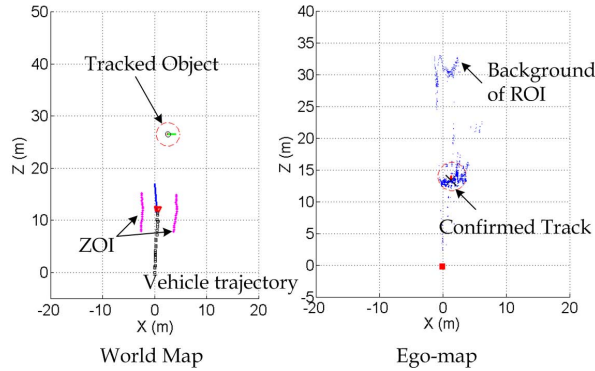 50
40
30
20
10
0
Z (m)
-20
-10
0
10
20
X (m)
Tracked Object
ZOI
Vehicle trajectory
World Map
40
35
30
25
20
15
10
5
0
-5
Z (m)
-20
-10
0
10
20
X (m)
Background
of ROI
Confirmed Track
Ego-map